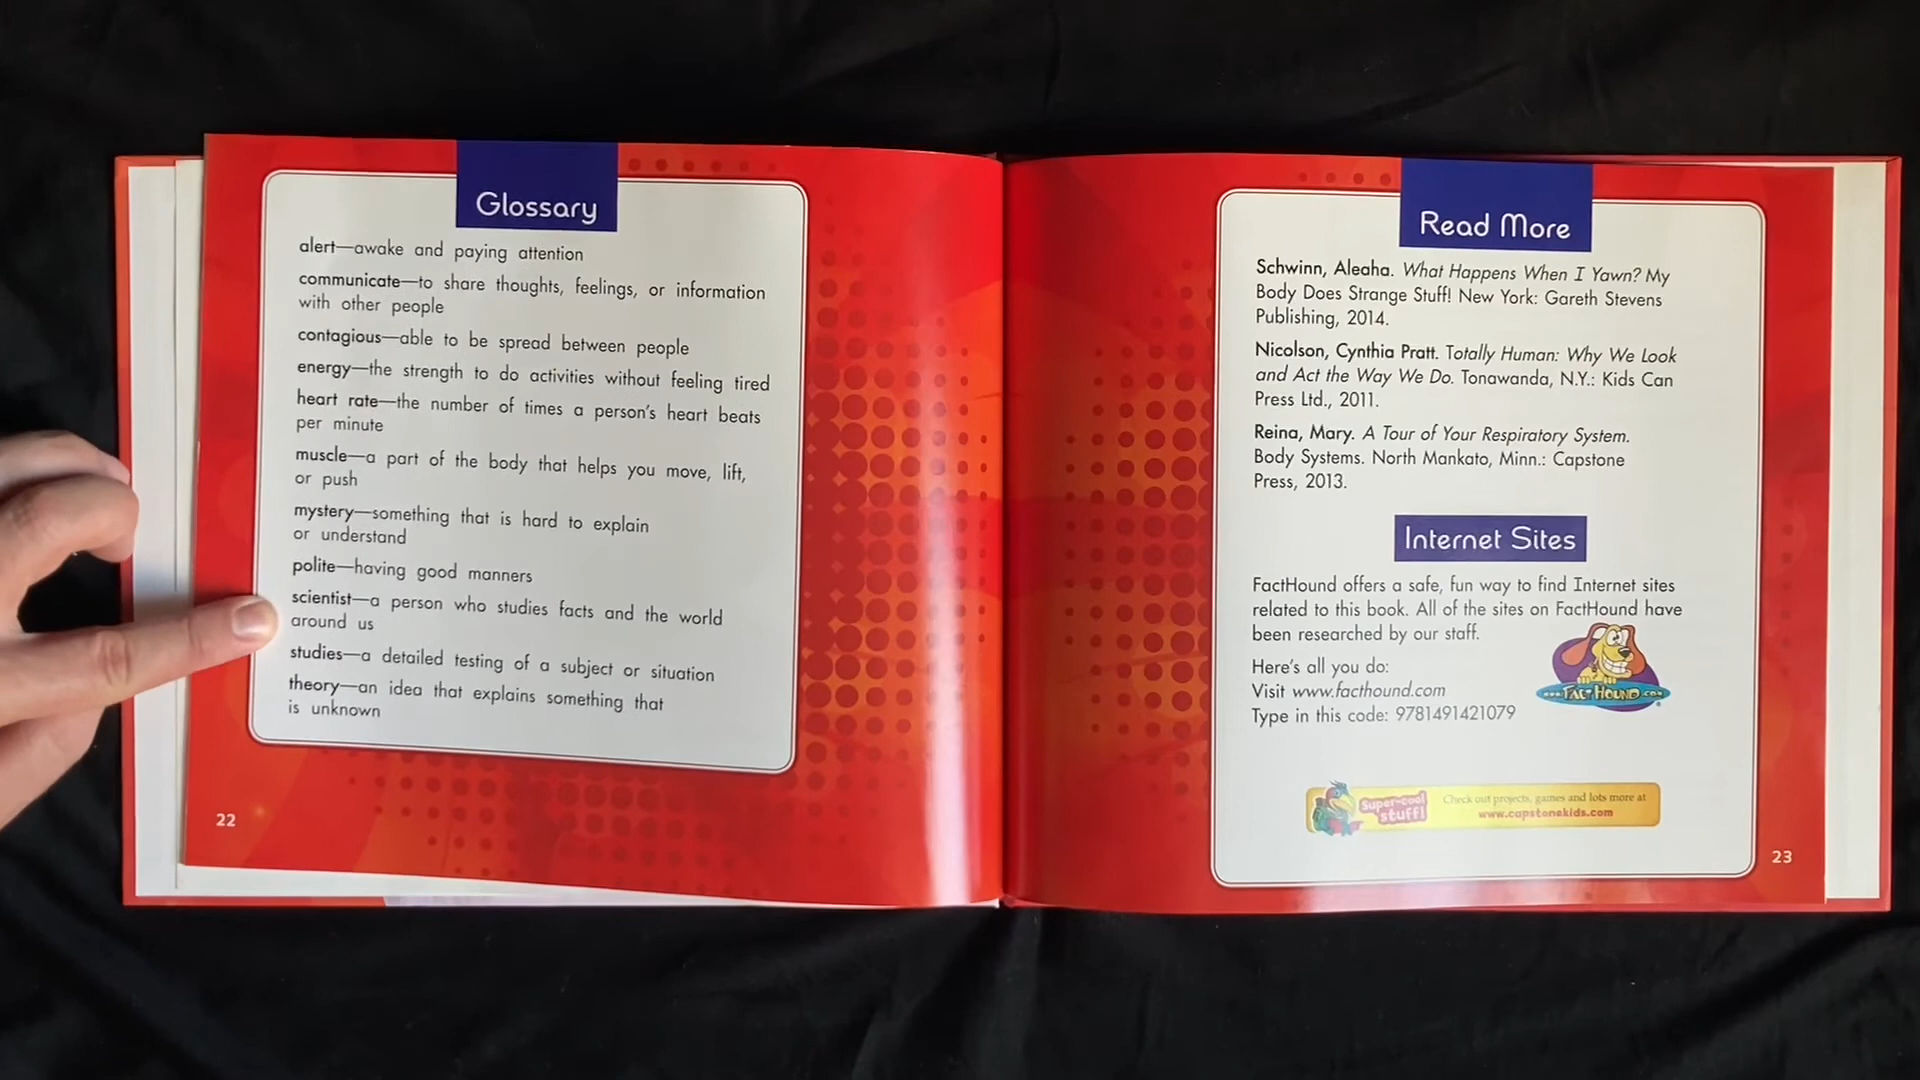 Glossary
alert—awake and paying attention
communicate—to share thoughts, feelings, or information
with other people
contagious—able to be spread between people
energy—the strength to do activities without feeling tired
heart rate—the number of times a person's heart beats
per minute
muscle—a part of the body that helps you move, lift,
or push
mystery—something that is hard to explain
or understand
polite—having good manners
scientist—a person who studies facts and the world
around us
studies—a detailed testing of a subject or situation
theory—an idea that explains something that
is unknown
22
Read More
Schwinn, Aleaha. What Happens When I Yawn? My
Body Does Strange Stuff! New York: Gareth Stevens
Publishing, 2014.
Nicolson, Cynthia Pratt. Totally Human: Why We Look
and Act the Way We Do. Tonawanda, N.Y.: Kids Can
Press Ltd., 2011.
Reina, Mary. A Tour of Your Respiratory System.
Body Systems. North Mankato, Minn.: Capstone
Press, 2013.
Internet Sites
FactHound offers a safe, fun way to find Internet sites
related to this book. All of the sites on FactHound have
been researched by our staff.
Here's all you do:
Visit www.facthound.com
Type in this code: 9781491421079
www.FACTHOUND.com
Super-cool
stuff!
Check out projects, games and lots more at
www.capstonekids.com
23